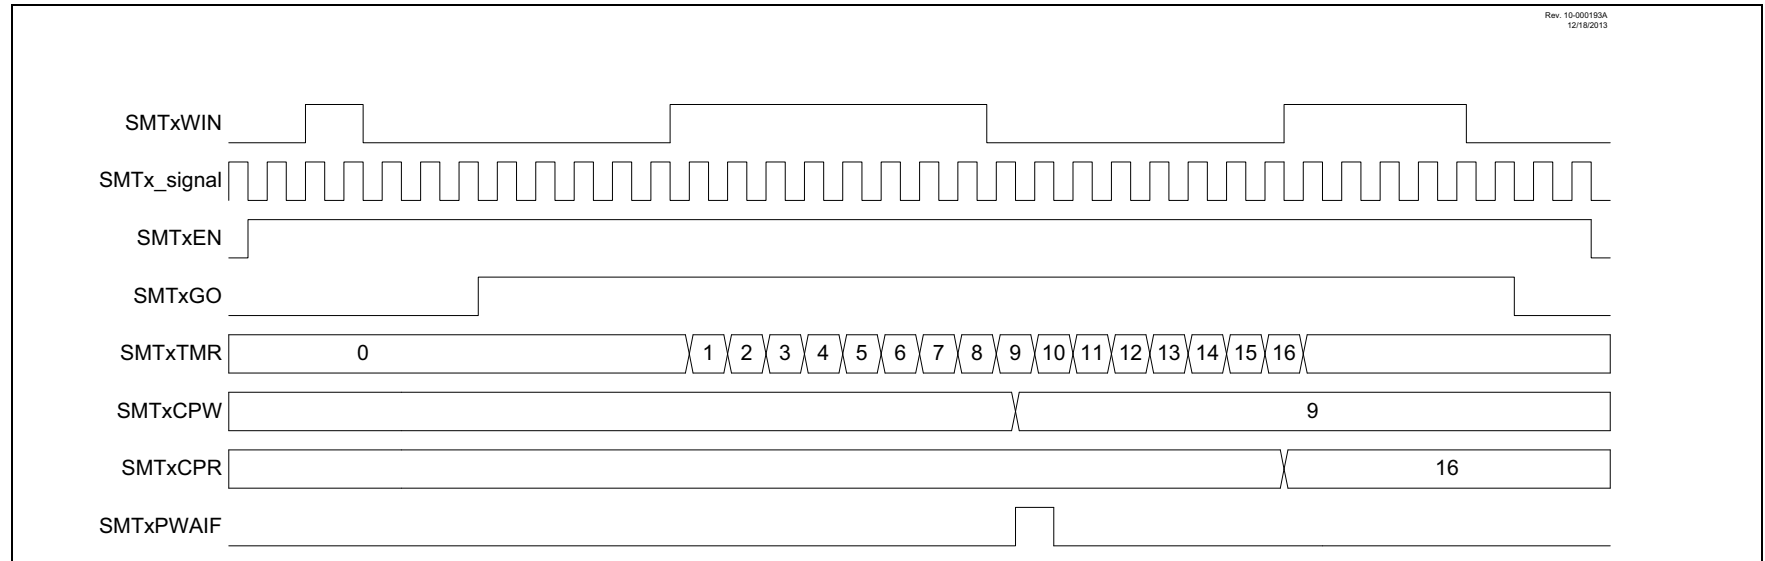 Rev. 10-000193A
12/18/2013
SMTxWIN
SMTx_signal
SMTxEN
SMTxGO
SMTxTMR 0 1 2 3 4 5 6 7 8 9 10 11 12 13 14 15 16
SMTxCPW 9
SMTxCPR 16
SMTxPWAIF